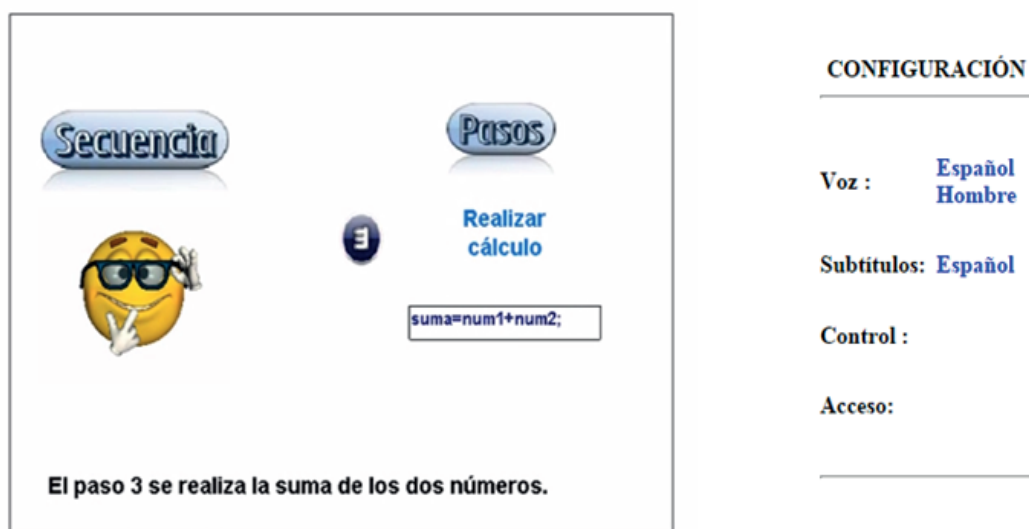 Secuencia
Pasos
3
Realizar
cálculo
suma=num1+num2;
El paso 3 se realiza la suma de los dos números.
CONFIGURACIÓN
Voz : Español
Hombre
Subtítulos: Español
Control :
Acceso: